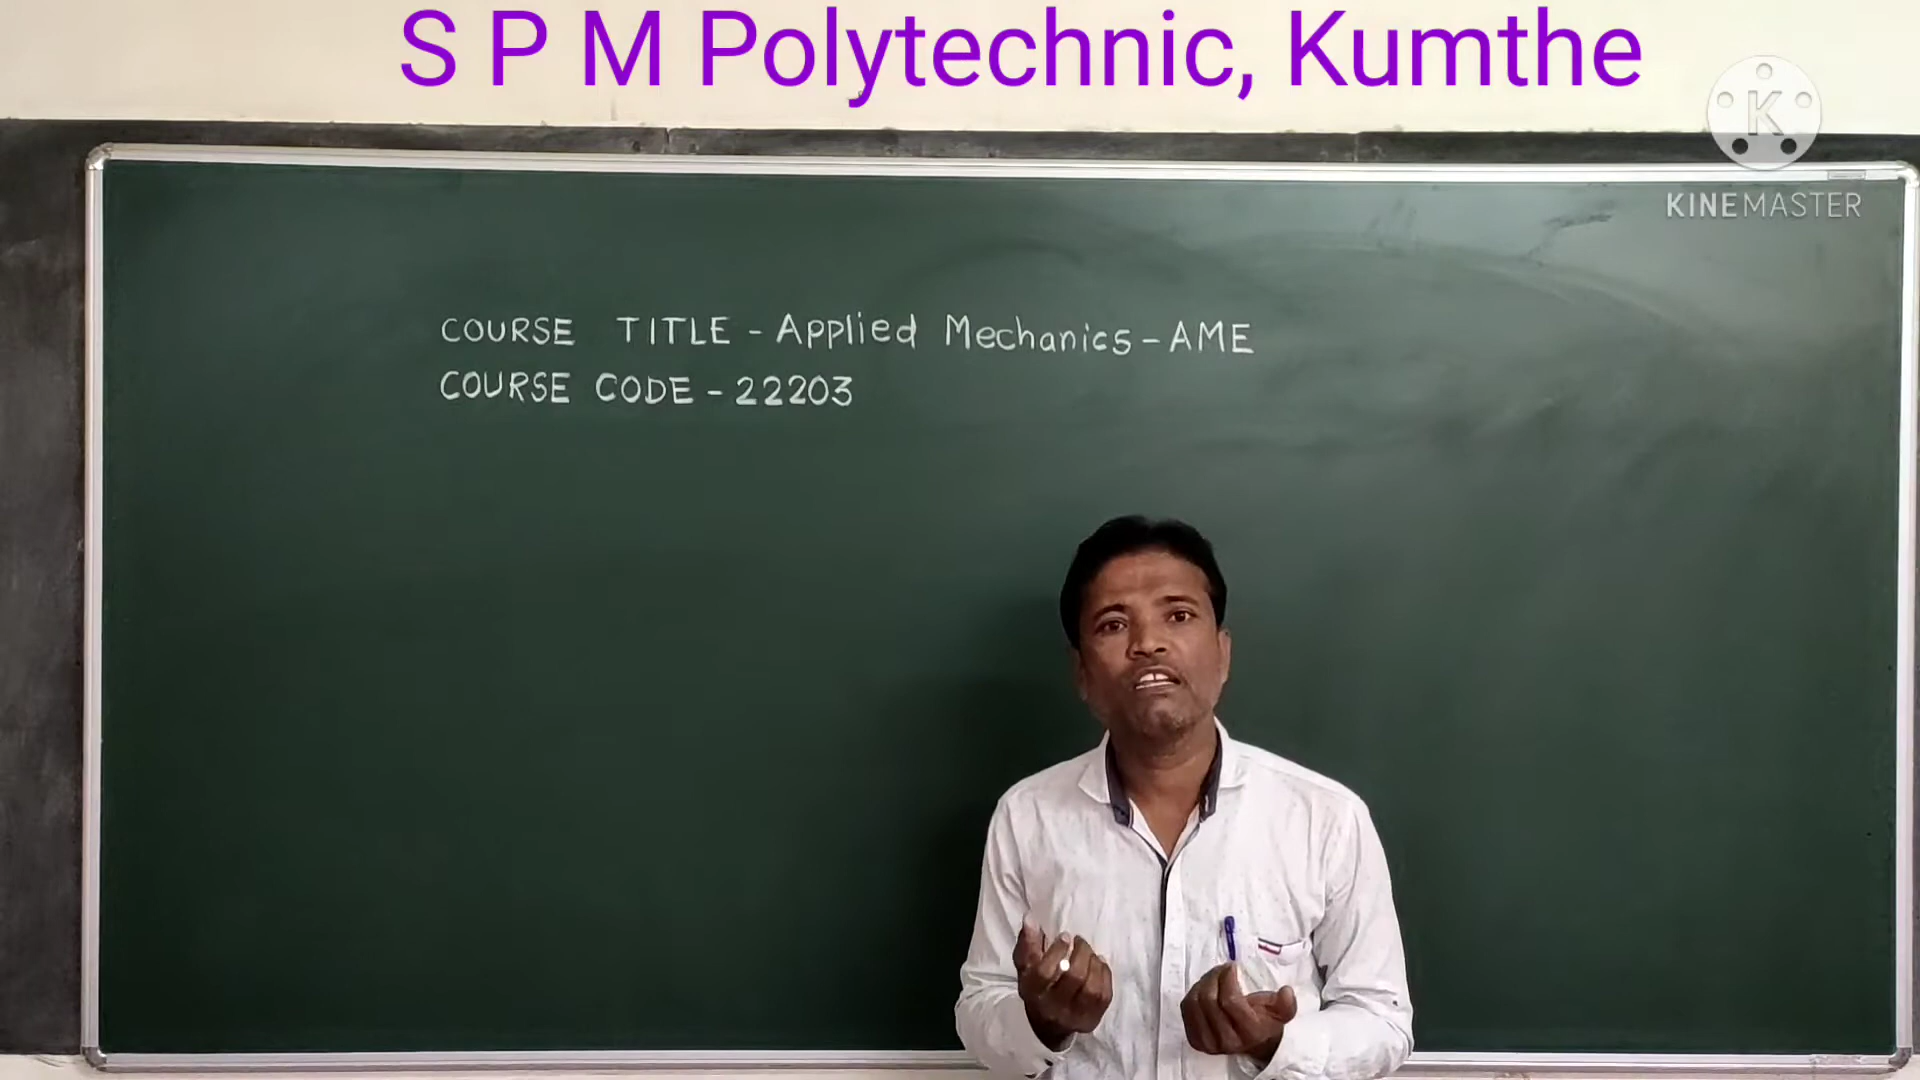 S P M Polytechnic, Kumthe
K
KINEMASTER
COURSE TITLE - Applied Mechanics - AME
COURSE CODE - 22203